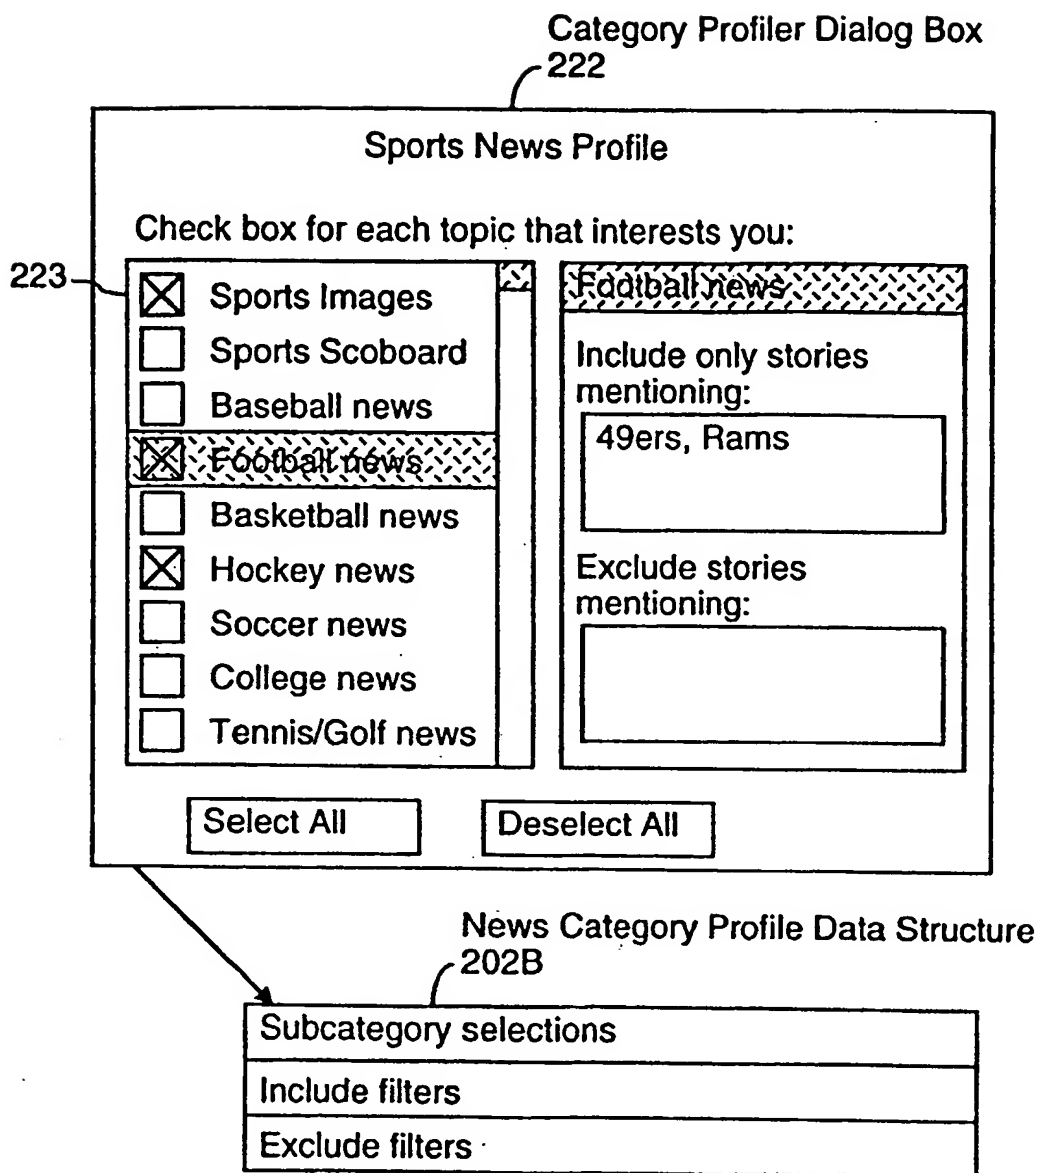 Category Profiler Dialog Box
222
Sports News Profile
Check box for each topic that interests you:
223
Sports Images
Sports Scoboard
Baseball news
Football news
Basketball news
Hockey news
Soccer news
College news
Tennis/Golf news
Football news
Include only stories
mentioning:
49ers, Rams
Exclude stories
mentioning:
Select All
Deselect All
News Category Profile Data Structure
202B
Subcategory selections
Include filters
Exclude filters